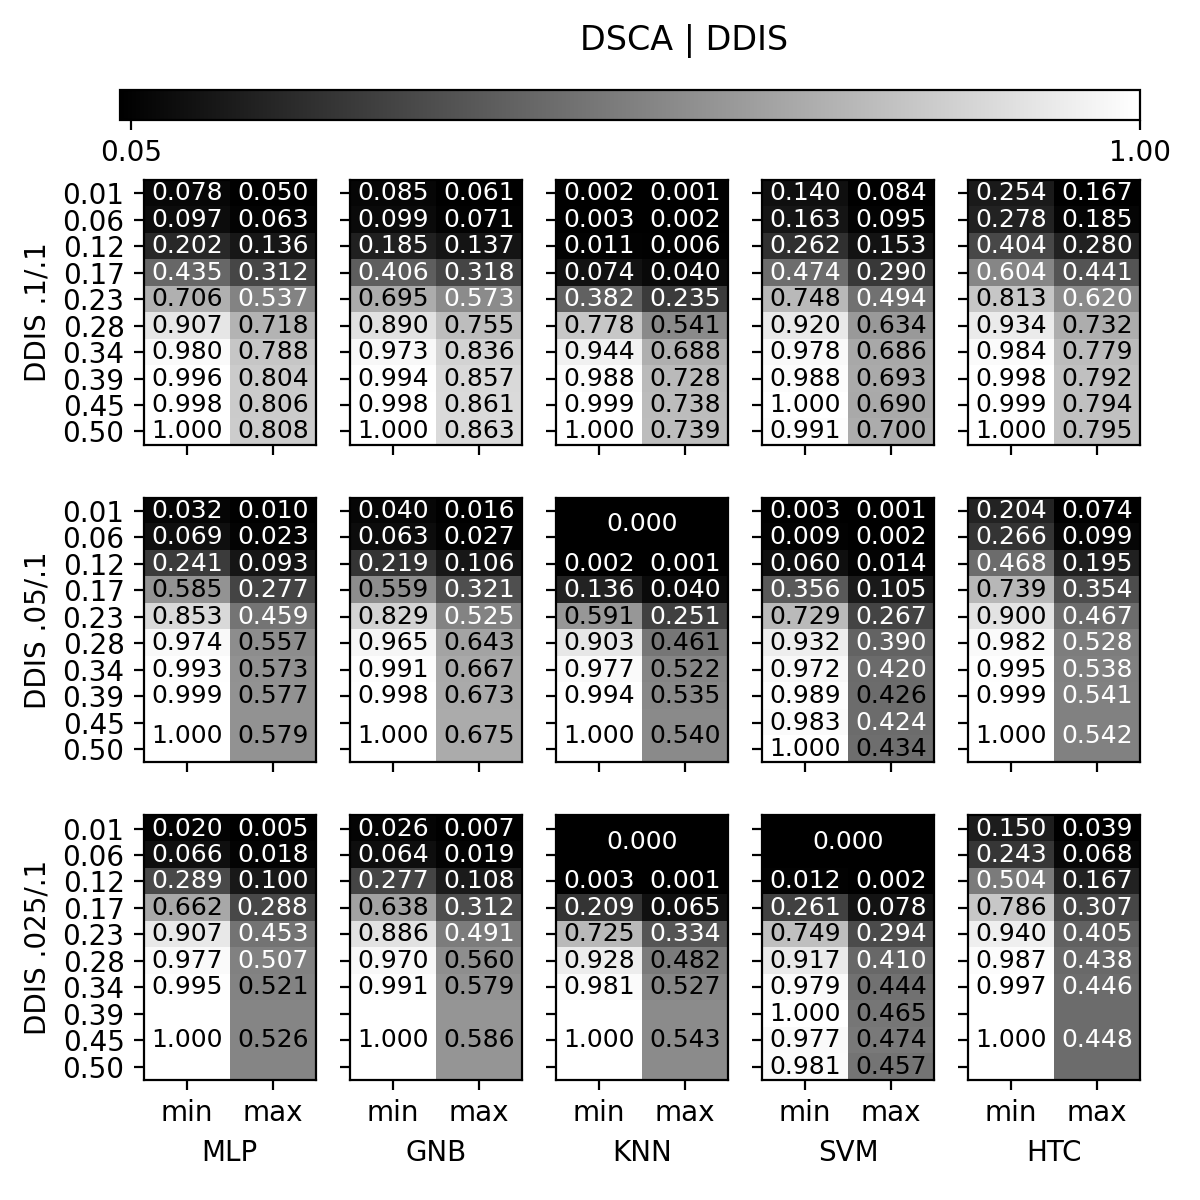 DSCA | DDIS
0.05 1.00
DDIS .1/.1
0.01 0.078 0.050 0.085 0.061 0.002 0.001 0.140 0.084 0.254 0.167
0.06 0.097 0.063 0.099 0.071 0.003 0.002 0.163 0.095 0.278 0.185
0.12 0.202 0.136 0.185 0.137 0.011 0.006 0.262 0.153 0.404 0.280
0.17 0.435 0.312 0.406 0.318 0.074 0.040 0.474 0.290 0.604 0.441
0.23 0.706 0.537 0.695 0.573 0.382 0.235 0.748 0.494 0.813 0.620
0.28 0.907 0.718 0.890 0.755 0.778 0.541 0.920 0.634 0.934 0.732
0.34 0.980 0.788 0.973 0.836 0.944 0.688 0.978 0.686 0.984 0.779
0.39 0.996 0.804 0.994 0.857 0.988 0.728 0.988 0.693 0.998 0.792
0.45 0.998 0.806 0.998 0.861 0.999 0.738 1.000 0.690 0.999 0.794
0.50 1.000 0.808 1.000 0.863 1.000 0.739 0.991 0.700 1.000 0.795
DDIS .05/.1
0.01 0.032 0.010 0.040 0.016 0.000 0.003 0.001 0.204 0.074
0.06 0.069 0.023 0.063 0.027 0.009 0.002 0.266 0.099
0.12 0.241 0.093 0.219 0.106 0.002 0.001 0.060 0.014 0.468 0.195
0.17 0.585 0.277 0.559 0.321 0.136 0.040 0.356 0.105 0.739 0.354
0.23 0.853 0.459 0.829 0.525 0.591 0.251 0.729 0.267 0.900 0.467
0.28 0.974 0.557 0.965 0.643 0.903 0.461 0.932 0.390 0.982 0.528
0.34 0.993 0.573 0.991 0.667 0.977 0.522 0.972 0.420 0.995 0.538
0.39 0.999 0.577 0.998 0.673 0.994 0.535 0.989 0.426 0.999 0.541
0.45 1.000 0.579 1.000 0.675 1.000 0.540 0.983 0.424 1.000 0.542
0.50 1.000 0.434
DDIS .025/.1
0.01 0.020 0.005 0.026 0.007 0.000 0.000 0.150 0.039
0.06 0.066 0.018 0.064 0.019 0.243 0.068
0.12 0.289 0.100 0.277 0.108 0.003 0.001 0.012 0.002 0.504 0.167
0.17 0.662 0.288 0.638 0.312 0.209 0.065 0.261 0.078 0.786 0.307
0.23 0.907 0.453 0.886 0.491 0.725 0.334 0.749 0.294 0.940 0.405
0.28 0.977 0.507 0.970 0.560 0.928 0.482 0.917 0.410 0.987 0.438
0.34 0.995 0.521 0.991 0.579 0.981 0.527 0.979 0.444 0.997 0.446
0.39 1.000 0.465
0.45 1.000 0.526 1.000 0.586 1.000 0.543 0.977 0.474 1.000 0.448
0.50 0.981 0.457
min max min max min max min max min max
MLP GNB KNN SVM HTC